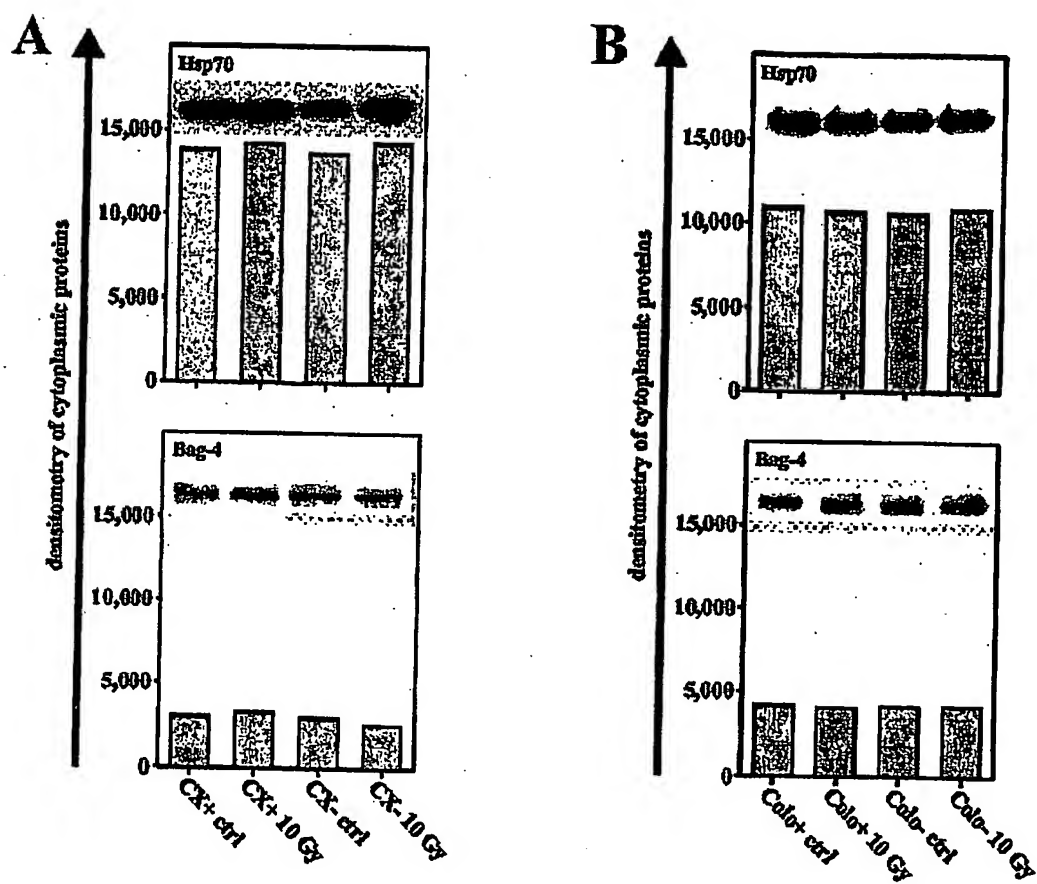 A
densitometry of cytoplasmic proteins
Hsp70
15,000
10,000
5,000
0
Bag-4
15,000
10,000
5,000
0
CX+ ctrl
CX+ 10 Gy
CX- ctrl
CX- 10 Gy
B
densitometry of cytoplasmic proteins
Hsp70
15,000
10,000
5,000
0
Bag-4
15,000
10,000
5,000
0
Colo+ ctrl
Colo+ 10 Gy
Colo- ctrl
Colo- 10 Gy